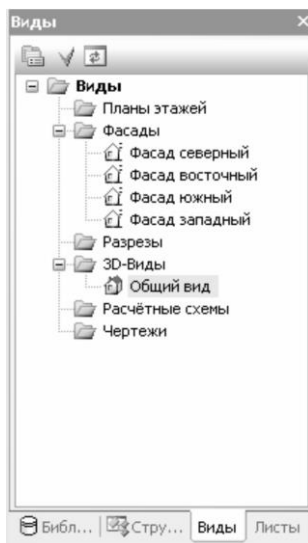 Виды
Виды
Планы этажей
Фасады
Фасад северный
Фасад восточный
Фасад южный
Фасад западный
Разрезы
3D-Виды
Общий вид
Расчётные схемы
Чертежи
Библ... Стру... Виды Листы